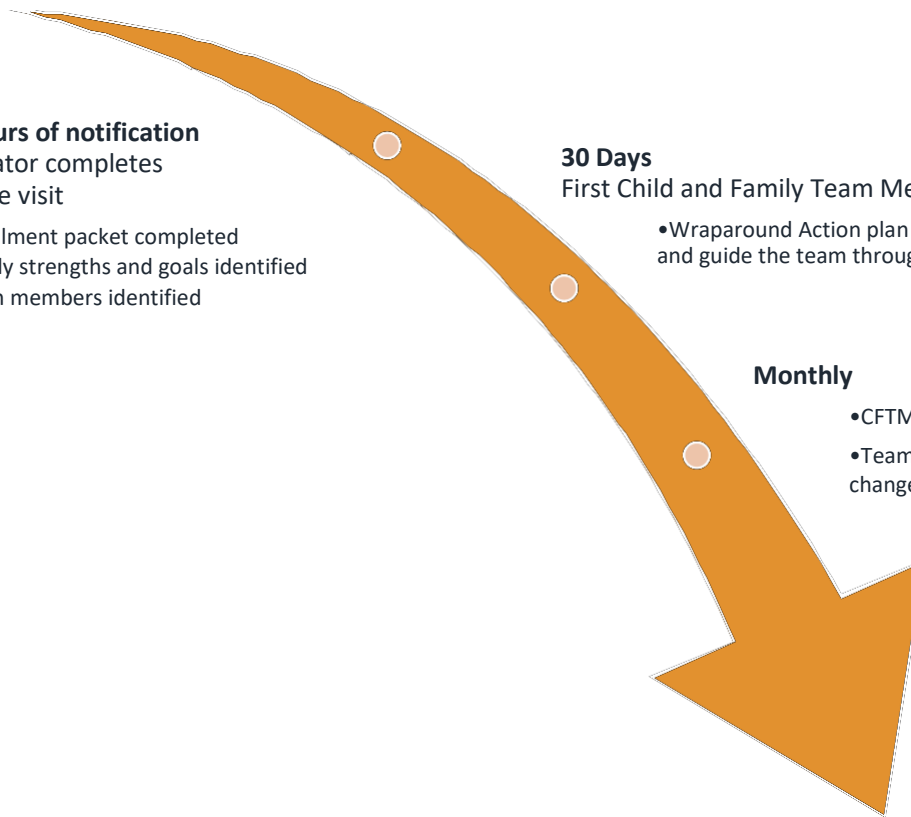 urs of notification
ator completes
e visit
lment packet completed
ly strengths and goals identified
n members identified
30 Days
First Child and Family Team Me
•Wraparound Action plan
and guide the team throug
Monthly
•CFTM
•Team
change